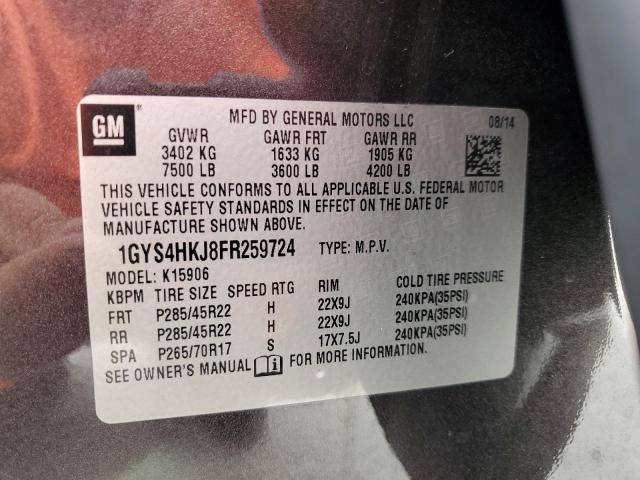 GM
MFD BY GENERAL MOTORS LLC 08/14
GVWR GAWR FRT GAWR RR
3402 KG 1633 KG 1905 KG
7500 LB 3600 LB 4200 LB
THIS VEHICLE CONFORMS TO ALL APPLICABLE U.S. FEDERAL MOTOR
VEHICLE SAFETY STANDARDS IN EFFECT ON THE DATE OF
MANUFACTURE SHOWN ABOVE.
1GYS4HKJ8FR259724 TYPE: M.P.V.
MODEL: K15906
KBPM TIRE SIZE SPEED RTG RIM COLD TIRE PRESSURE
FRT P285/45R22 H 22X9J 240KPA(35PSI)
RR P285/45R22 H 22X9J 240KPA(35PSI)
SPA P265/70R17 S 17X7.5J 240KPA(35PSI)
SEE OWNER'S MANUAL FOR MORE INFORMATION.